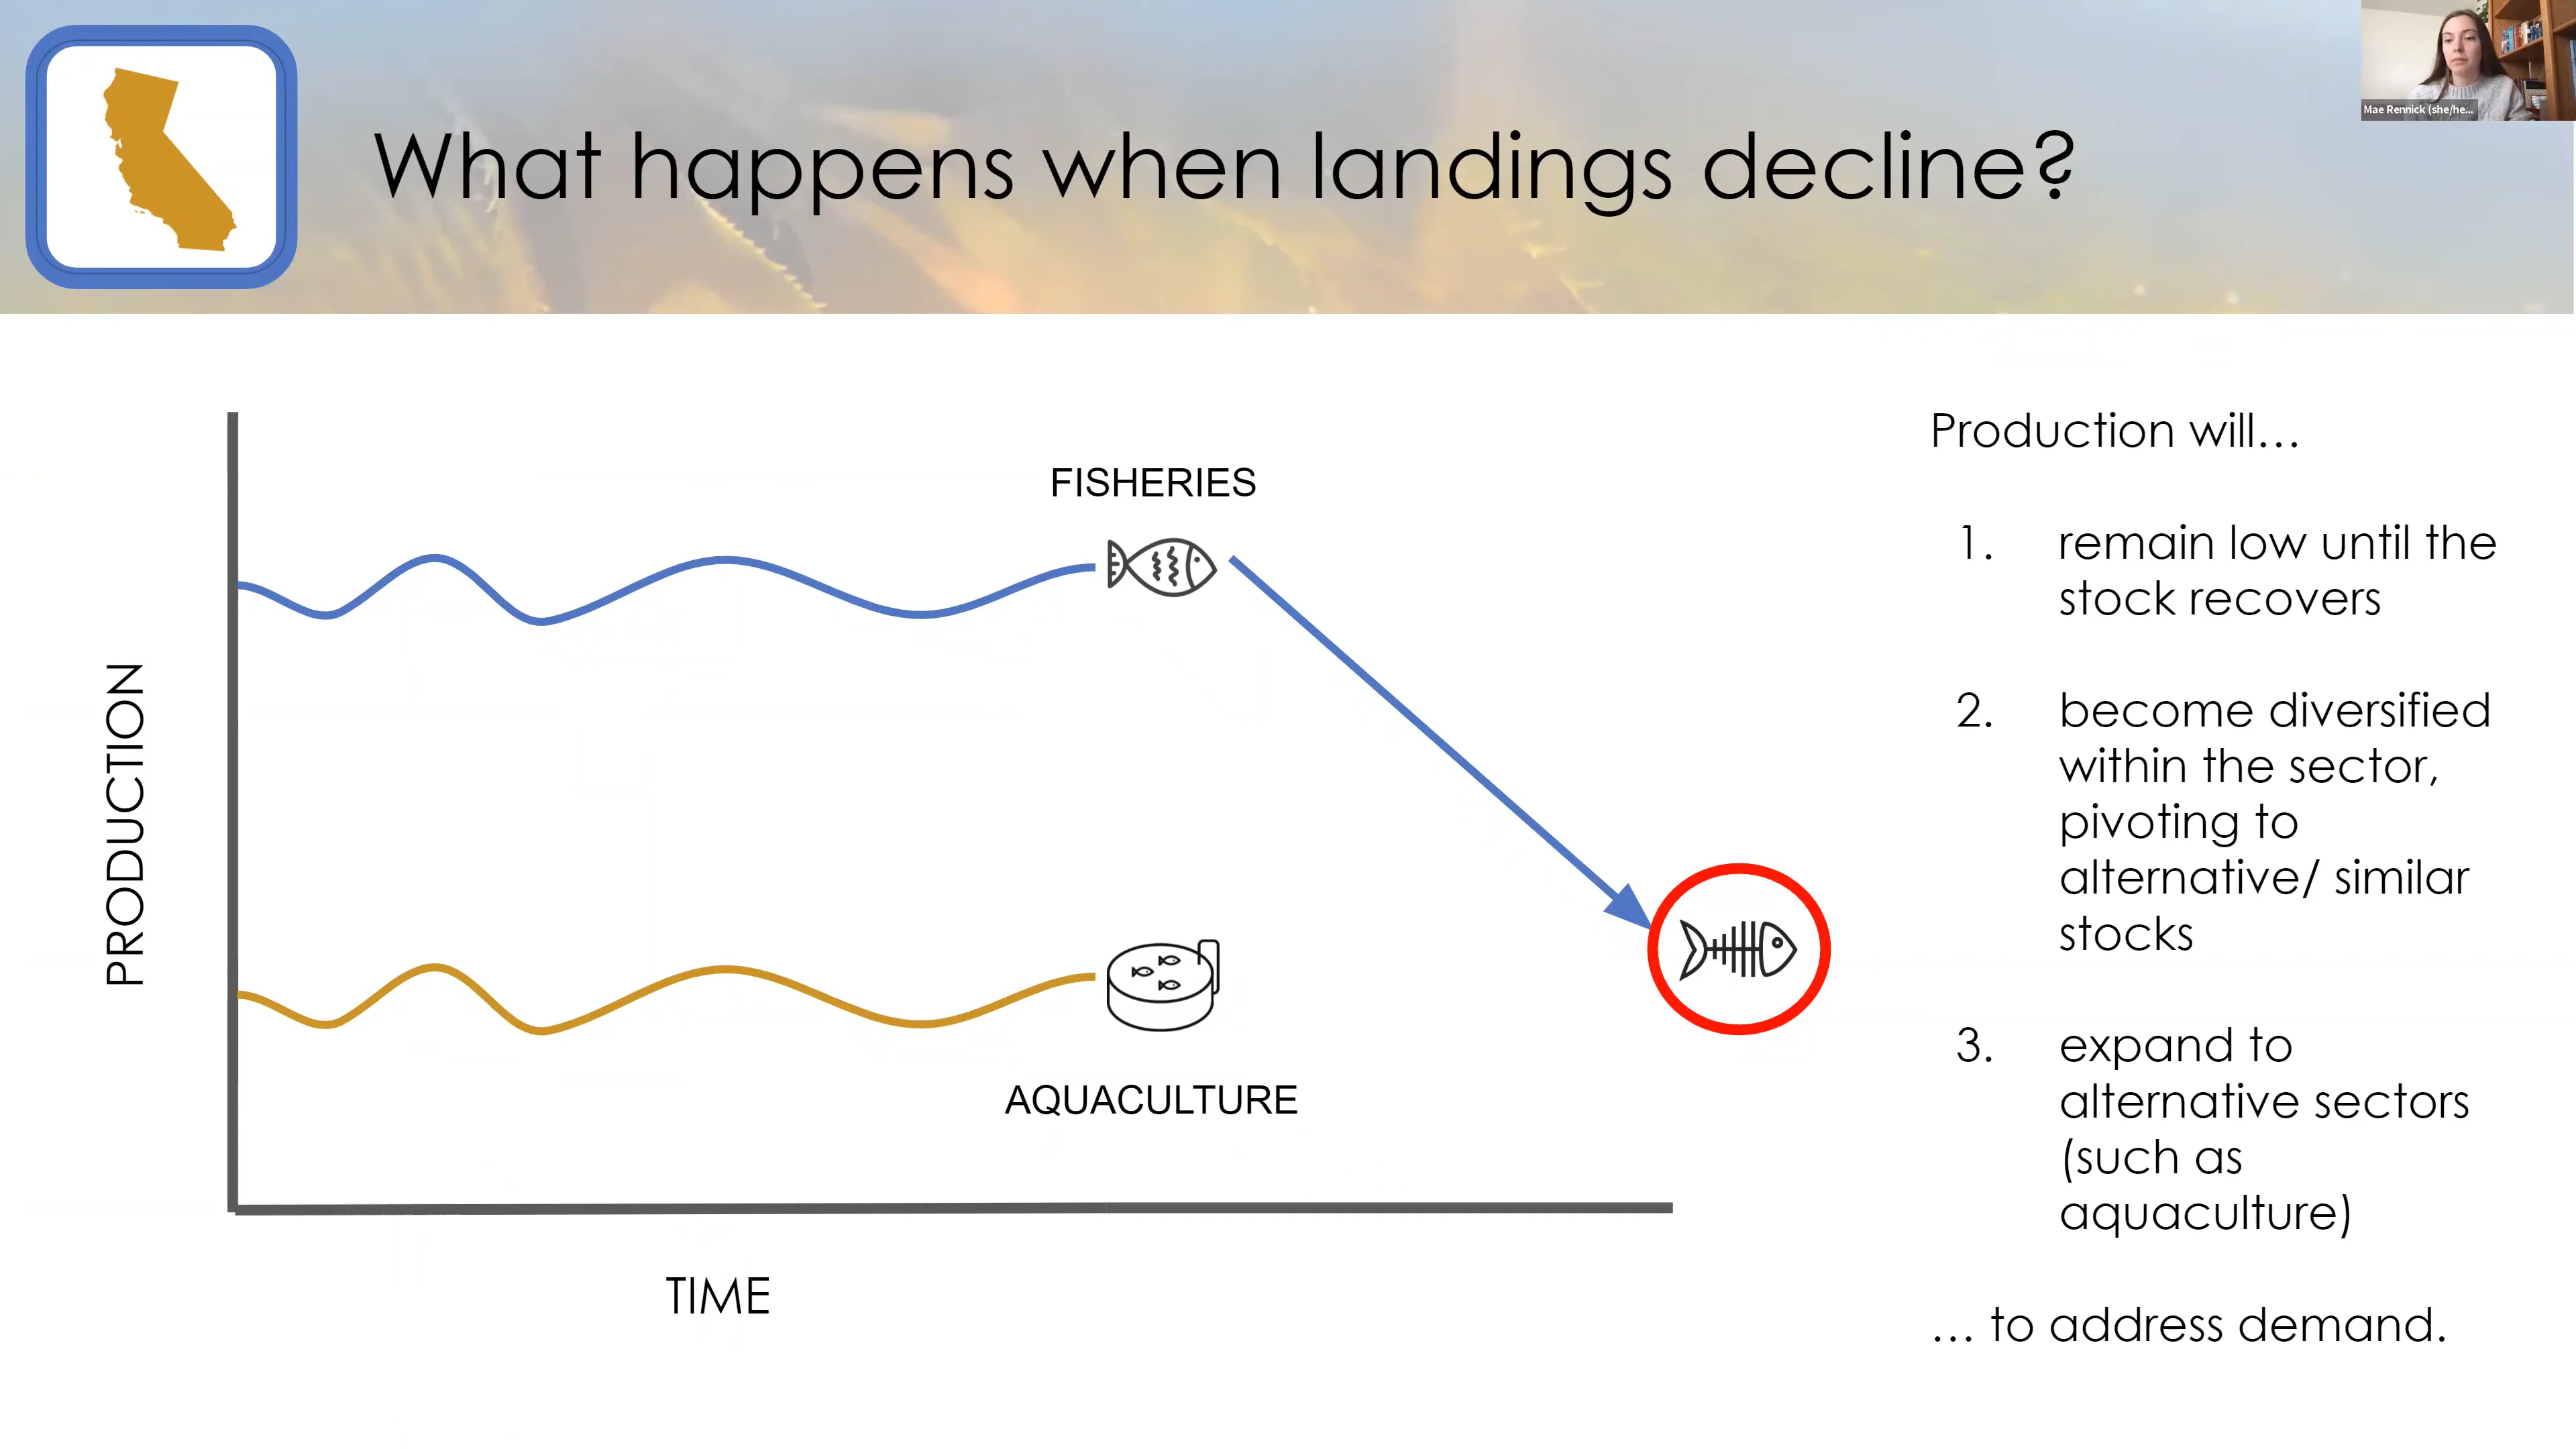 What happens when landings decline?
Mae Rennick (she/he...
FISHERIES
PRODUCTION
AQUACULTURE
TIME
Production will...
1. remain low until the
stock recovers
2. become diversified
within the sector,
pivoting to
alternative/ similar
stocks
3. expand to
alternative sectors
(such as
aquaculture)
... to address demand.